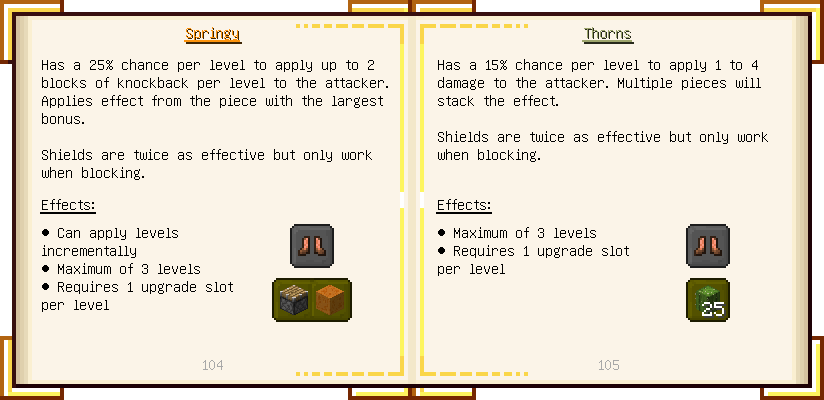 Springy
Has a 25% chance per level to apply up to 2
blocks of knockback per level to the attacker.
Applies effect from the piece with the largest
bonus.
Shields are twice as effective but only work
when blocking.
Effects:
● Can apply levels
incrementally
● Maximum of 3 levels
● Requires 1 upgrade slot
per level
104
Thorns
Has a 15% chance per level to apply 1 to 4
damage to the attacker. Multiple pieces will
stack the effect.
Shields are twice as effective but only work
when blocking.
Effects:
● Maximum of 3 levels
● Requires 1 upgrade slot
per level
25
105